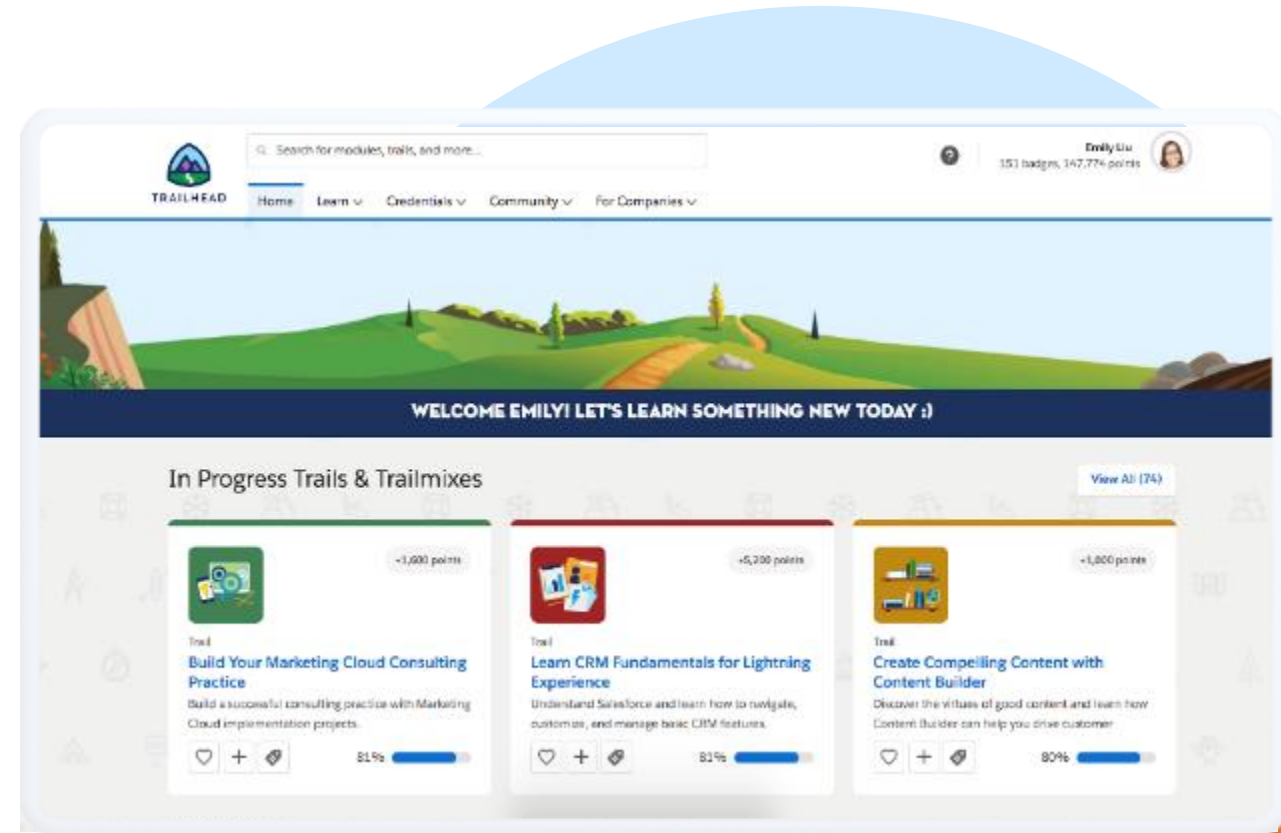 Search for modules, trails, and more...
Emily Liu
151 badges, 147,774 points
TRAILHEAD
Home Learn Credentials Community For Companies
WELCOME EMILY! LET'S LEARN SOMETHING NEW TODAY :)
In Progress Trails & Trailmixes
View All (74)
+1,600 points
+5,200 points
Trail
Trail
Trail
Build Your Marketing Cloud Consulting
Practice
Learn CRM Fundamentals for Lightning
Experience
Create Compelling Content with
Content Builder
Build a successful consulting practice with Marketing
Cloud implementation projects.
Understand Salesforce and learn how to navigate,
customize, and manage basic CRM features.
Discover the virtues of good content and learn how
Content Builder can help you drive customer
81%
81%
80%